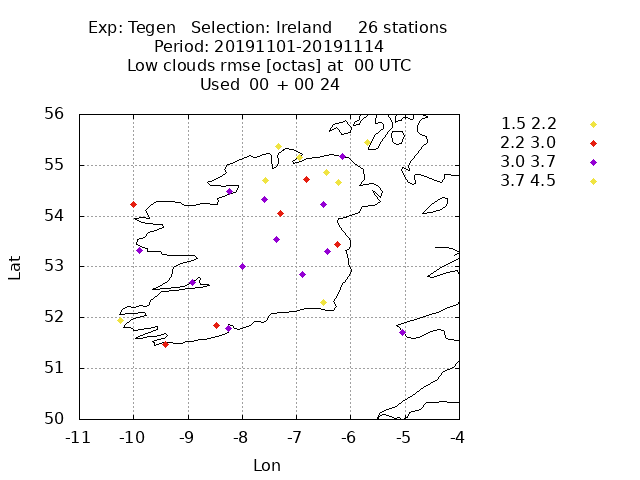 Exp: Tegen   Selection: Ireland     26 stations
Period: 20191101-20191114
Low clouds rmse [octas] at  00 UTC
Used  00 + 00 24
1.5 2.2
2.2 3.0
3.0 3.7
3.7 4.5
56
55
54
53
52
51
50
Lat
-11 -10 -9 -8 -7 -6 -5 -4
Lon